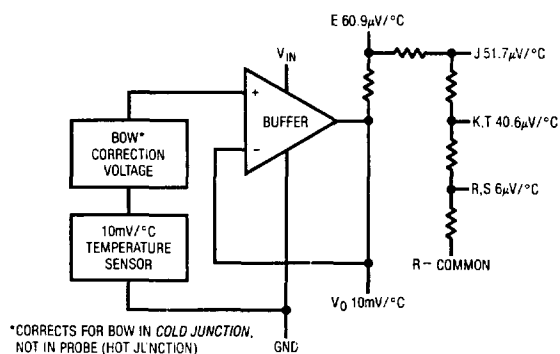 E 60.9µV/°C
VIN
J 51.7µV/°C
+
BUFFER
−
K,T 40.6µV/°C
BOW*
CORRECTION
VOLTAGE
R,S 6µV/°C
10mV/°C
TEMPERATURE
SENSOR
R− COMMON
VO 10mV/°C
*CORRECTS FOR BOW IN COLD JUNCTION,
NOT IN PROBE (HOT JUNCTION)
GND